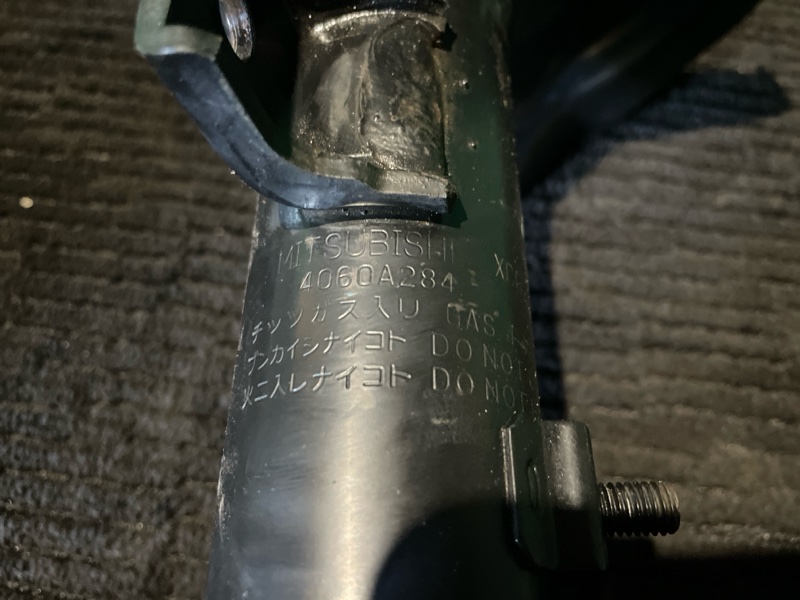 MITSUBISHI
4060A284
チッソガス入リ GAS
ブンカイシナイコト DO NOT
火ニ入レナイコト DO NOT